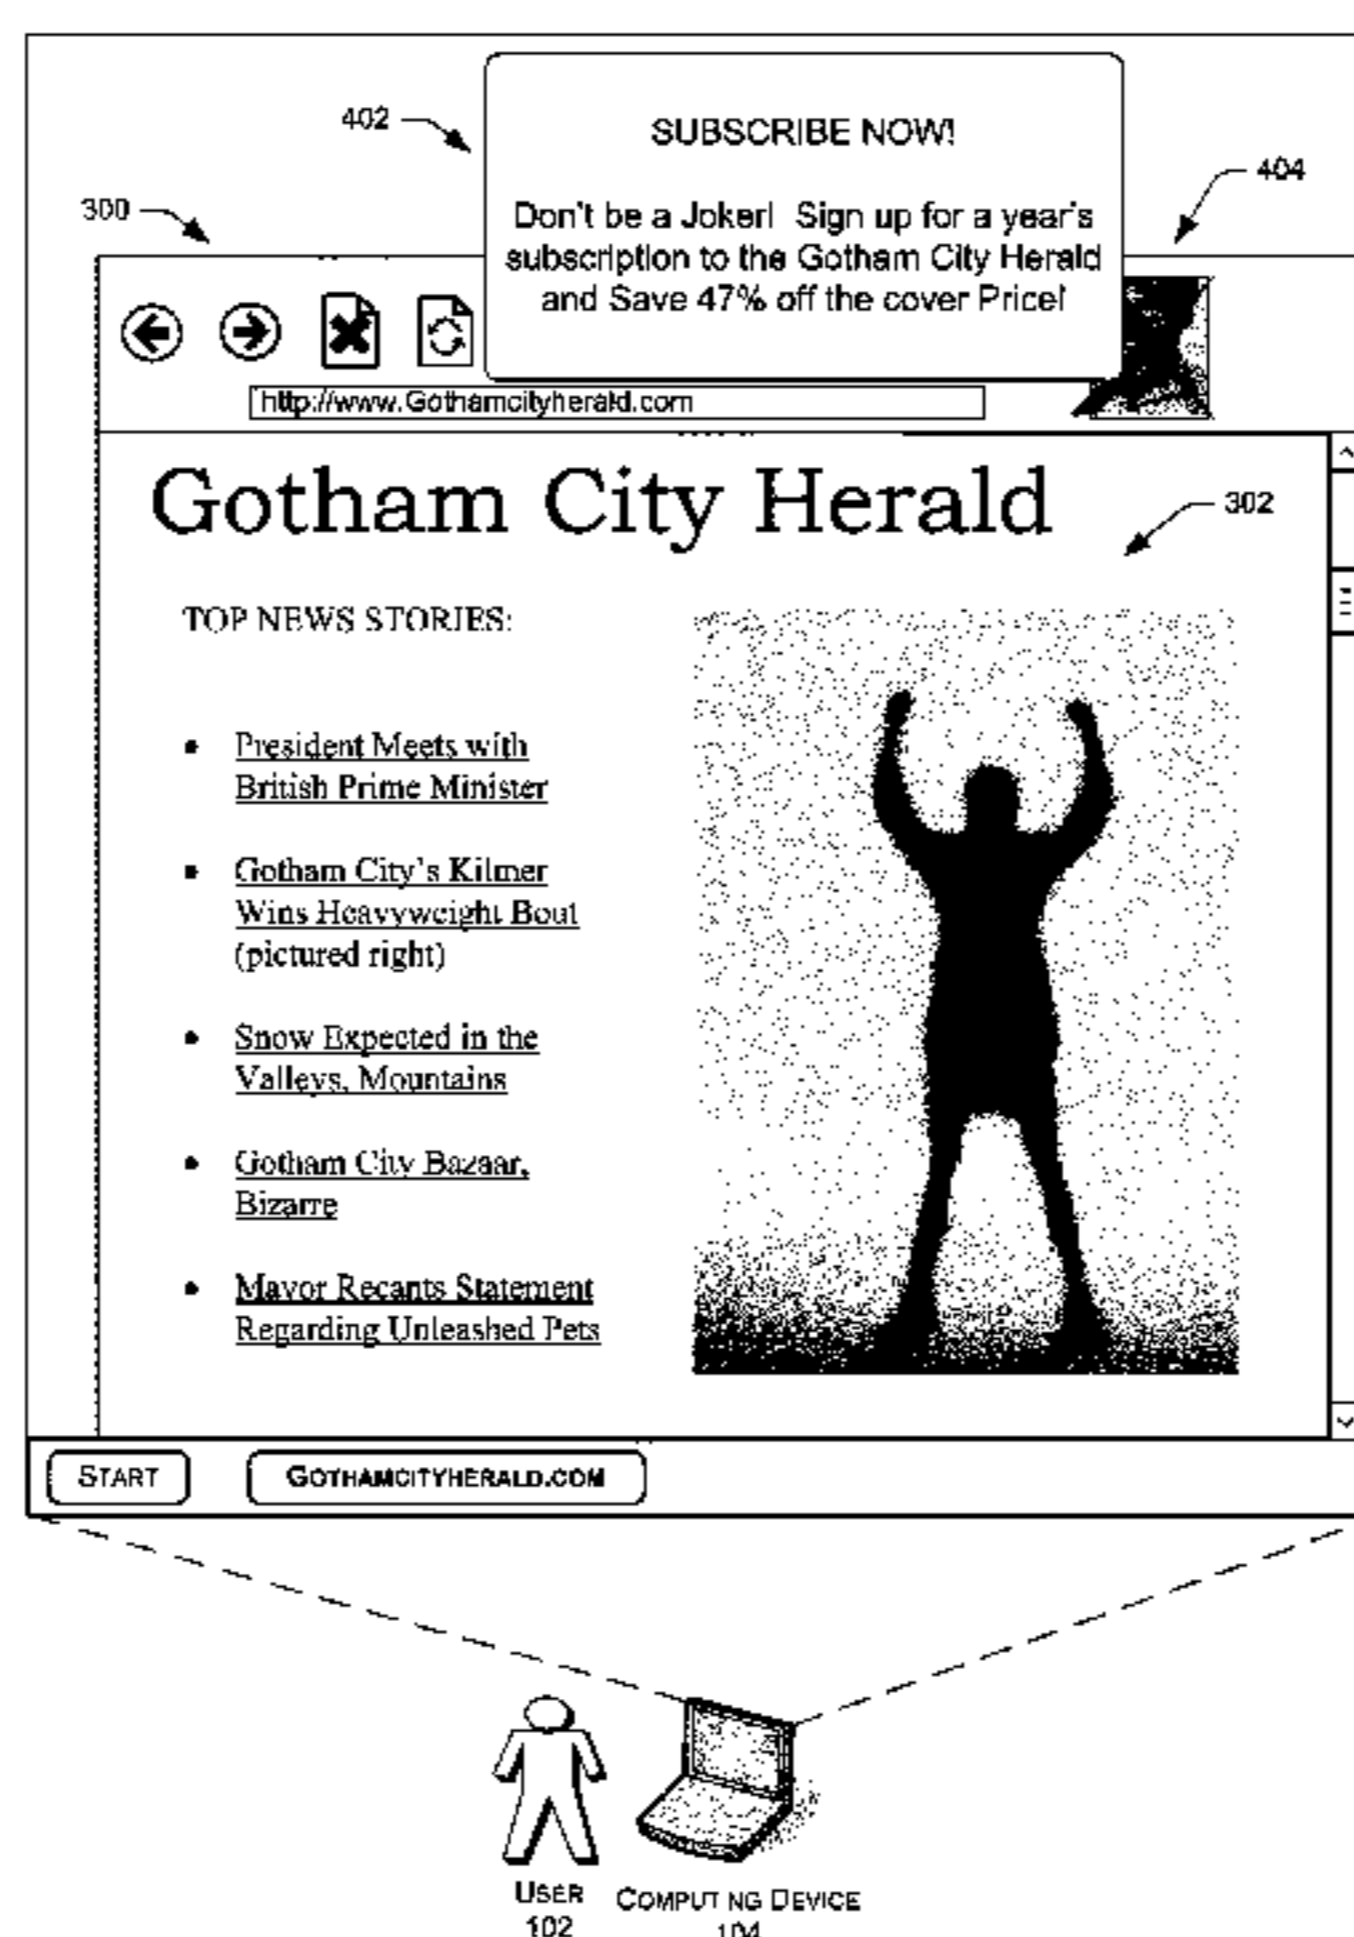 402
SUBSCRIBE NOW!
404
Don't be a Joker! Sign up for a year's
subscription to the Gotham City Herald
and Save 47% off the cover Price!
300
http://www.Gothamcityherald.com
Gotham City Herald
302
TOP NEWS STORIES:
• President Meets with
British Prime Minister
• Gotham City's Kilmer
Wins Heavyweight Bout
(pictured right)
• Snow Expected in the
Valleys, Mountains
• Gotham City Bazaar,
Bizarre
• Mayor Recants Statement
Regarding Unleashed Pets
START
GOTHAMCITYHERALD.COM
USER
102
COMPUTING DEVICE
104